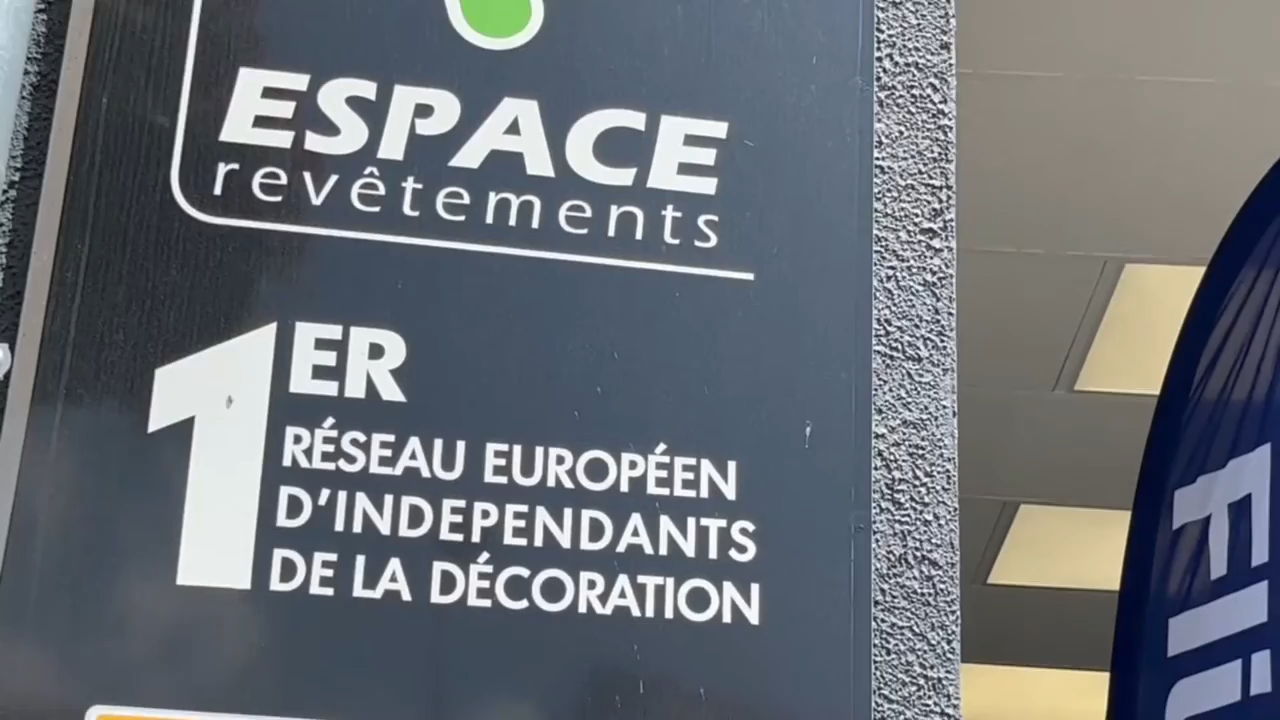 ESPACE
revêtements
1ER
RÉSEAU EUROPÉEN
D'INDEPENDANTS
DE LA DÉCORATION